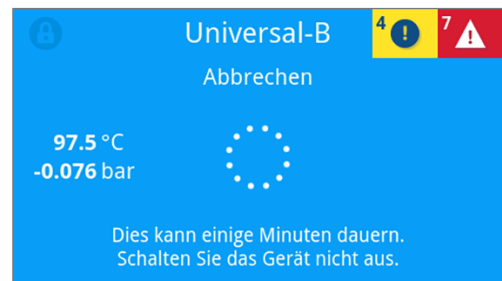 Universal-B
4
!
7
!
Abbrechen
97.5 °C
-0.076 bar
Dies kann einige Minuten dauern.
Schalten Sie das Gerät nicht aus.